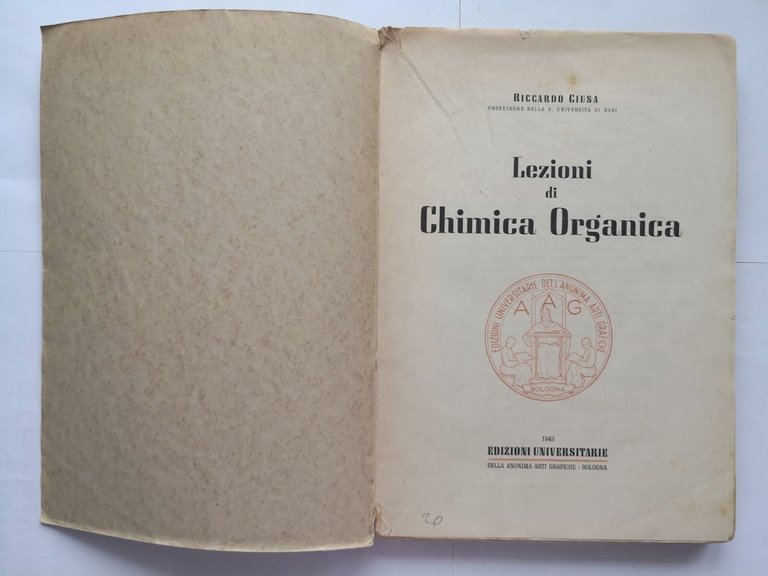 RICCARDO CIUSA
PROFESSORE NELLA R. UNIVERSITÀ DI BARI
Lezioni
di
Chimica Organica
EDIZIONI UNIVERSITARIE DELL'ANONIMA ARTI GRAFICHE
AAG
BOLOGNA
1943
EDIZIONI UNIVERSITARIE
DELLA ANONIMA ARTI GRAFICHE - BOLOGNA